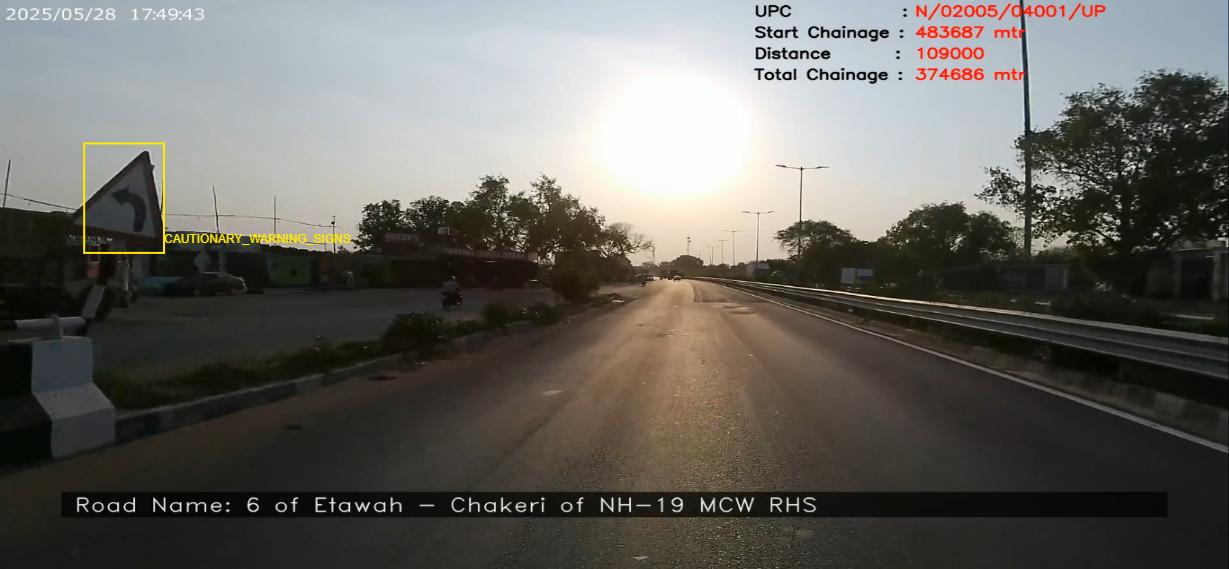 2025/05/28 17:49:43
UPC : N/02005/04001/UP
Start Chainage : 483687 mtr
Distance : 109000
Total Chainage : 374686 mtr
CAUTIONARY_WARNING_SIGNS
Road Name: 6 of Etawah - Chakeri of NH-19 MCW RHS